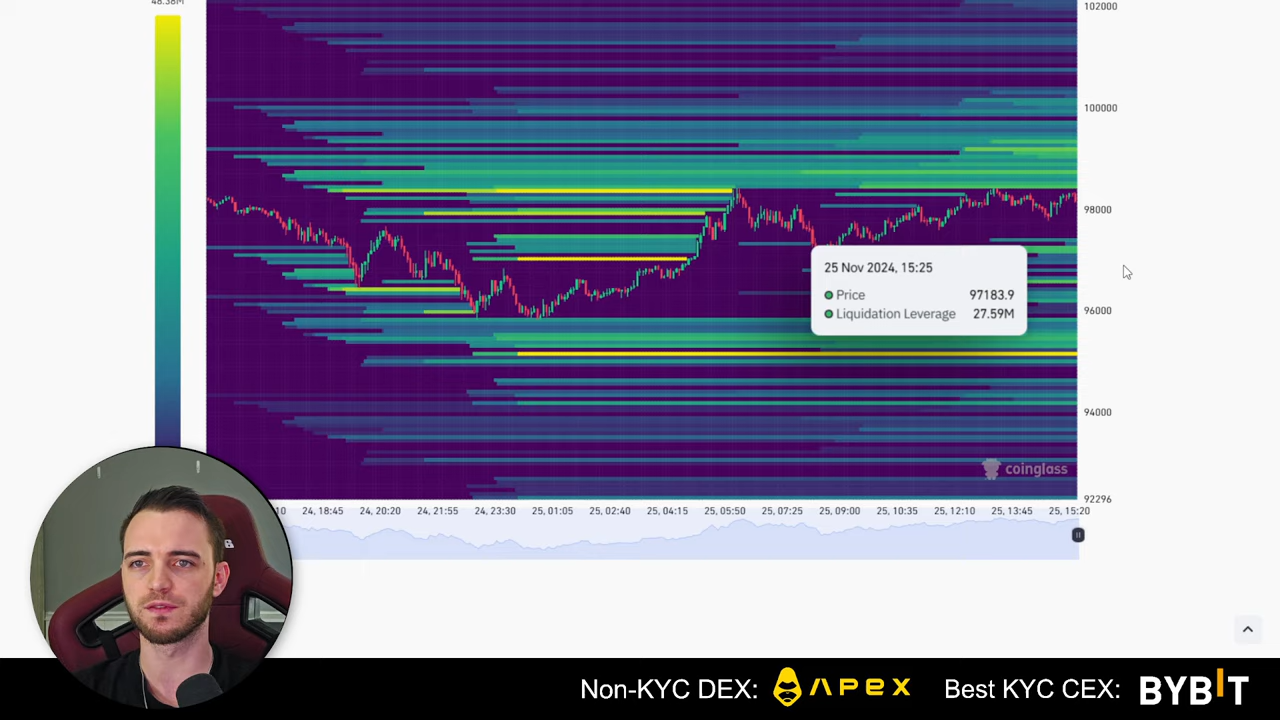 48.38M
102000
100000
98000
96000
94000
92296
25 Nov 2024, 15:25
Price 97183.9
Liquidation Leverage 27.59M
coinglass
10 24, 18:45 24, 20:20 24, 21:55 24, 23:30 25, 01:05 25, 02:40 25, 04:15 25, 05:50 25, 07:25 25, 09:00 25, 10:35 25, 12:10 25, 13:45 25, 15:20
Non-KYC DEX: APEX Best KYC CEX: BYBIT